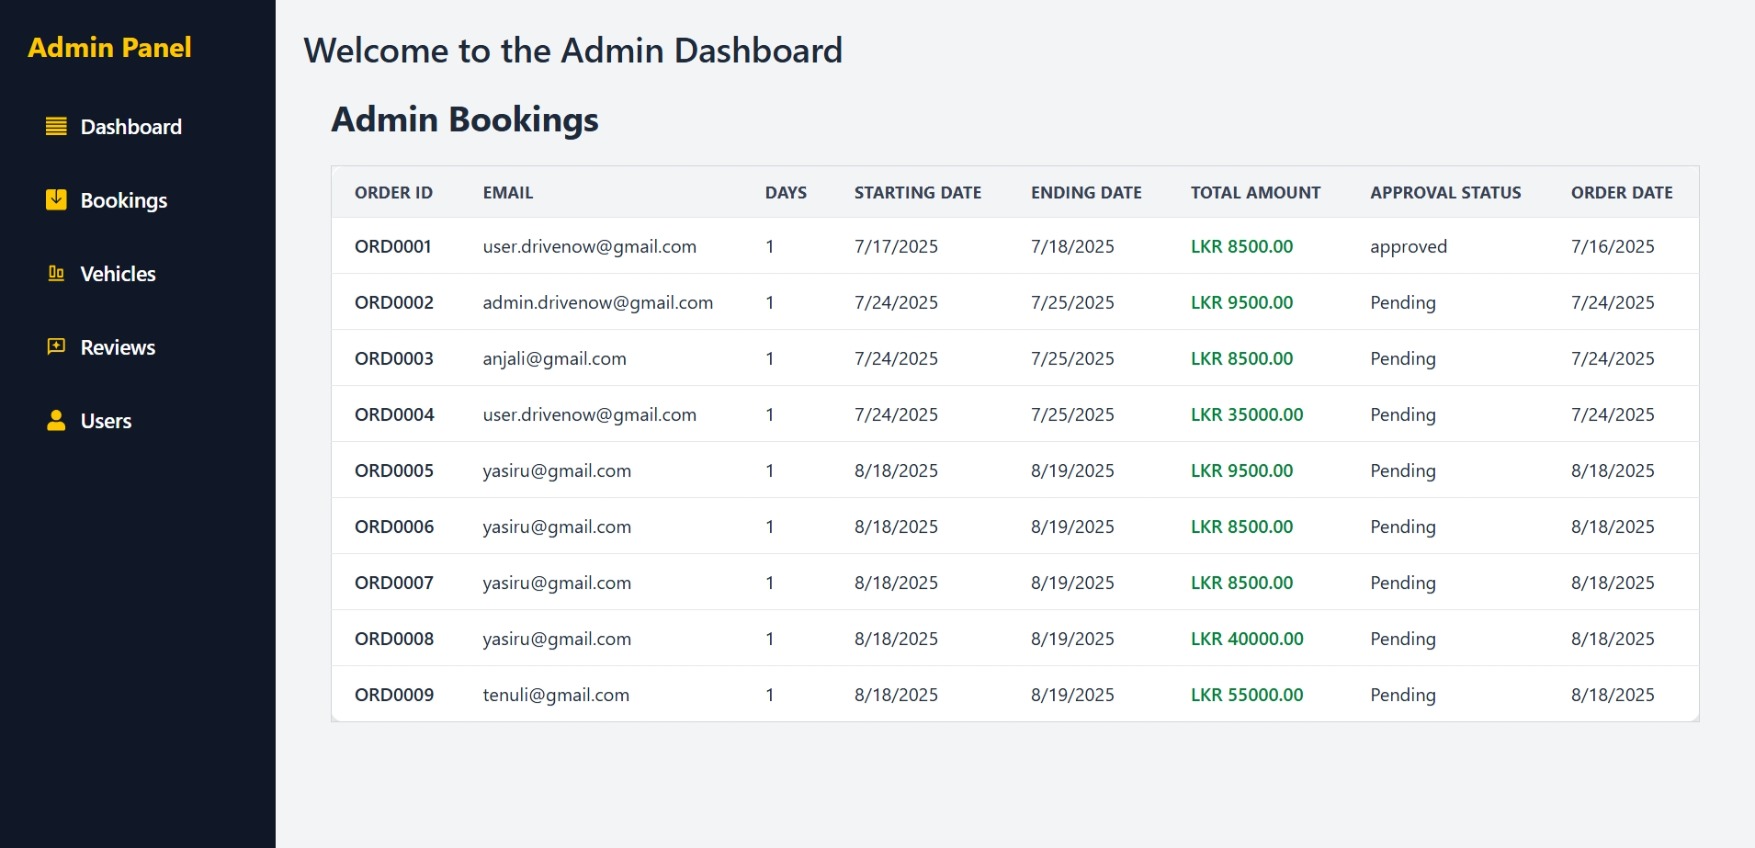 Admin Panel
Dashboard
Bookings
Vehicles
Reviews
Users
Welcome to the Admin Dashboard
Admin Bookings
ORDER ID EMAIL DAYS STARTING DATE ENDING DATE TOTAL AMOUNT APPROVAL STATUS ORDER DATE
ORD0001 user.drivenow@gmail.com 1 7/17/2025 7/18/2025 LKR 8500.00 approved 7/16/2025
ORD0002 admin.drivenow@gmail.com 1 7/24/2025 7/25/2025 LKR 9500.00 Pending 7/24/2025
ORD0003 anjali@gmail.com 1 7/24/2025 7/25/2025 LKR 8500.00 Pending 7/24/2025
ORD0004 user.drivenow@gmail.com 1 7/24/2025 7/25/2025 LKR 35000.00 Pending 7/24/2025
ORD0005 yasiru@gmail.com 1 8/18/2025 8/19/2025 LKR 9500.00 Pending 8/18/2025
ORD0006 yasiru@gmail.com 1 8/18/2025 8/19/2025 LKR 8500.00 Pending 8/18/2025
ORD0007 yasiru@gmail.com 1 8/18/2025 8/19/2025 LKR 8500.00 Pending 8/18/2025
ORD0008 yasiru@gmail.com 1 8/18/2025 8/19/2025 LKR 40000.00 Pending 8/18/2025
ORD0009 tenuli@gmail.com 1 8/18/2025 8/19/2025 LKR 55000.00 Pending 8/18/2025